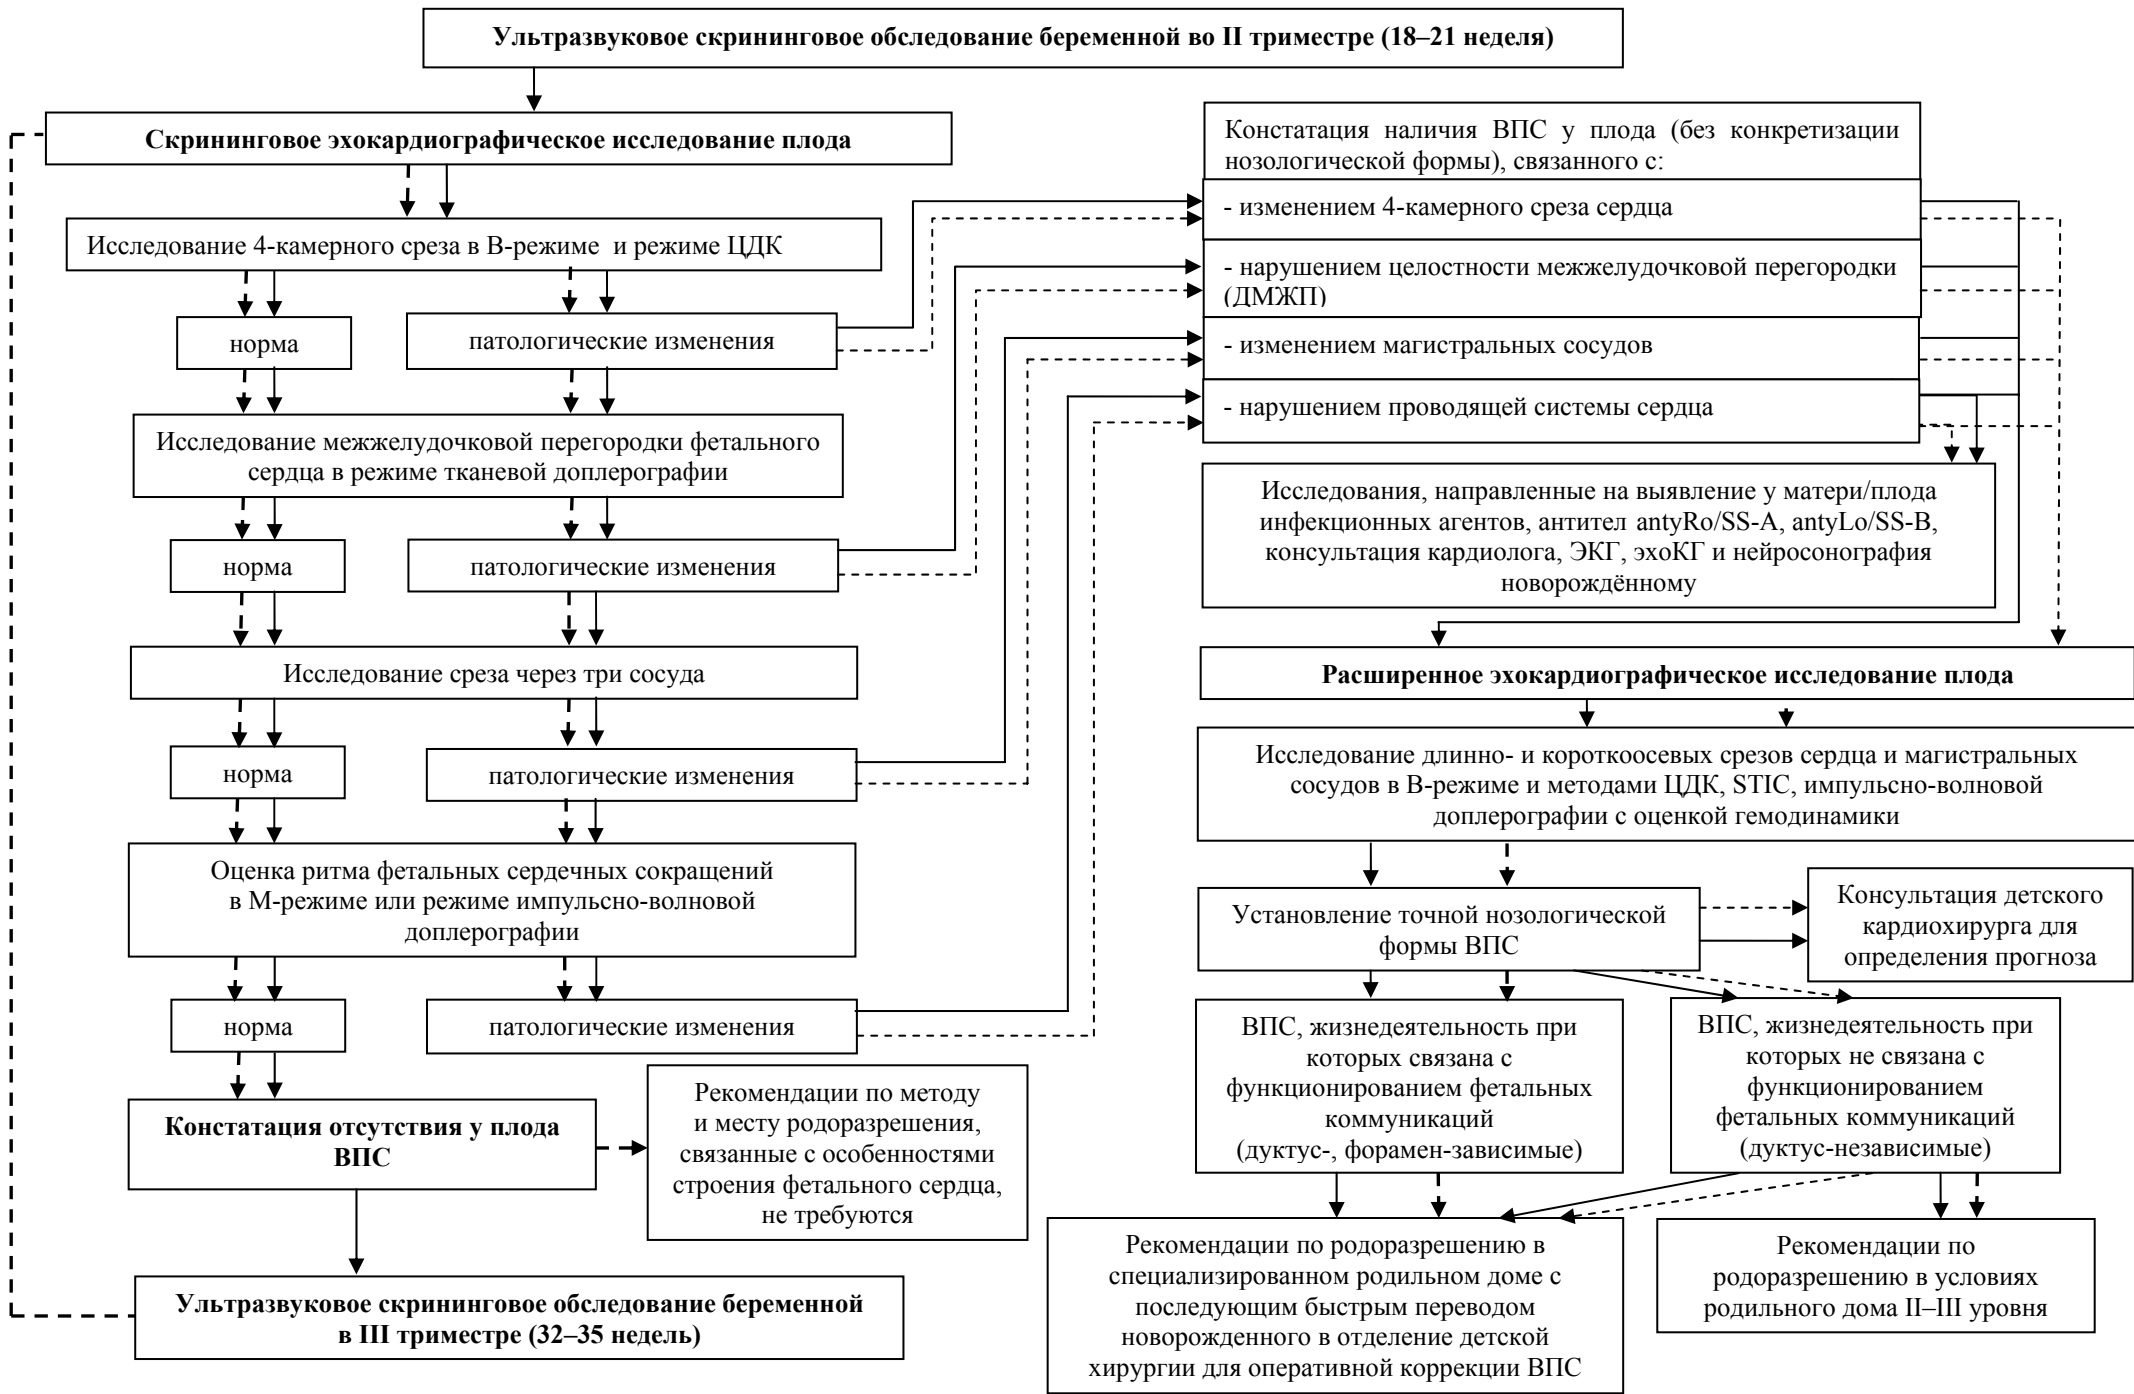 Ультразвуковое скрининговое обследование беременной во II триместре (18–21 неделя)
Скрининговое эхокардиографическое исследование плода
Исследование 4-камерного среза в В-режиме и режиме ЦДК
норма
патологические изменения
Исследование межжелудочковой перегородки фетального
сердца в режиме тканевой доплерографии
норма
патологические изменения
Исследование среза через три сосуда
норма
патологические изменения
Оценка ритма фетальных сердечных сокращений
в М-режиме или режиме импульсно-волновой
доплерографии
норма
патологические изменения
Констатация отсутствия у плода
ВПС
Рекомендации по методу
и месту родоразрешения,
связанные с особенностями
строения фетального сердца,
не требуются
Ультразвуковое скрининговое обследование беременной
в III триместре (32–35 недель)
Констатация наличия ВПС у плода (без конкретизации
нозологической формы), связанного с:
- изменением 4-камерного среза сердца
- нарушением целостности межжелудочковой перегородки
(ДМЖП)
- изменением магистральных сосудов
- нарушением проводящей системы сердца
Исследования, направленные на выявление у матери/плода
инфекционных агентов, антител antyRo/SS-A, antyLo/SS-B,
консультация кардиолога, ЭКГ, эхоКГ и нейросонография
новорождённому
Расширенное эхокардиографическое исследование плода
Исследование длинно- и короткоосевых срезов сердца и магистральных
сосудов в В-режиме и методами ЦДК, STIC, импульсно-волновой
доплерографии с оценкой гемодинамики
Установление точной нозологической
формы ВПС
Консультация детского
кардиохирурга для
определения прогноза
ВПС, жизнедеятельность при
которых связана с
функционированием фетальных
коммуникаций
(дуктус-, форамен-зависимые)
ВПС, жизнедеятельность при
которых не связана с
функционированием
фетальных коммуникаций
(дуктус-независимые)
Рекомендации по родоразрешению в
специализированном родильном доме с
последующим быстрым переводом
новорожденного в отделение детской
хирургии для оперативной коррекции ВПС
Рекомендации по
родоразрешению в условиях
родильного дома II–III уровня